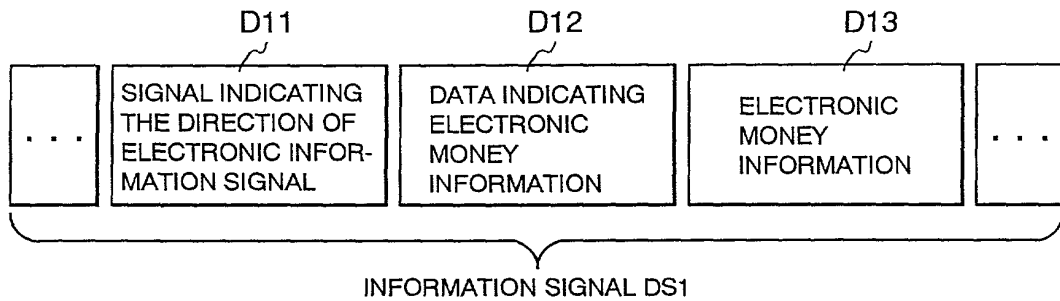 D11
D12
D13
. . .
SIGNAL INDICATING
THE DIRECTION OF
ELECTRONIC INFOR-
MATION SIGNAL
DATA INDICATING
ELECTRONIC
MONEY
INFORMATION
ELECTRONIC
MONEY
INFORMATION
. . .
INFORMATION SIGNAL DS1